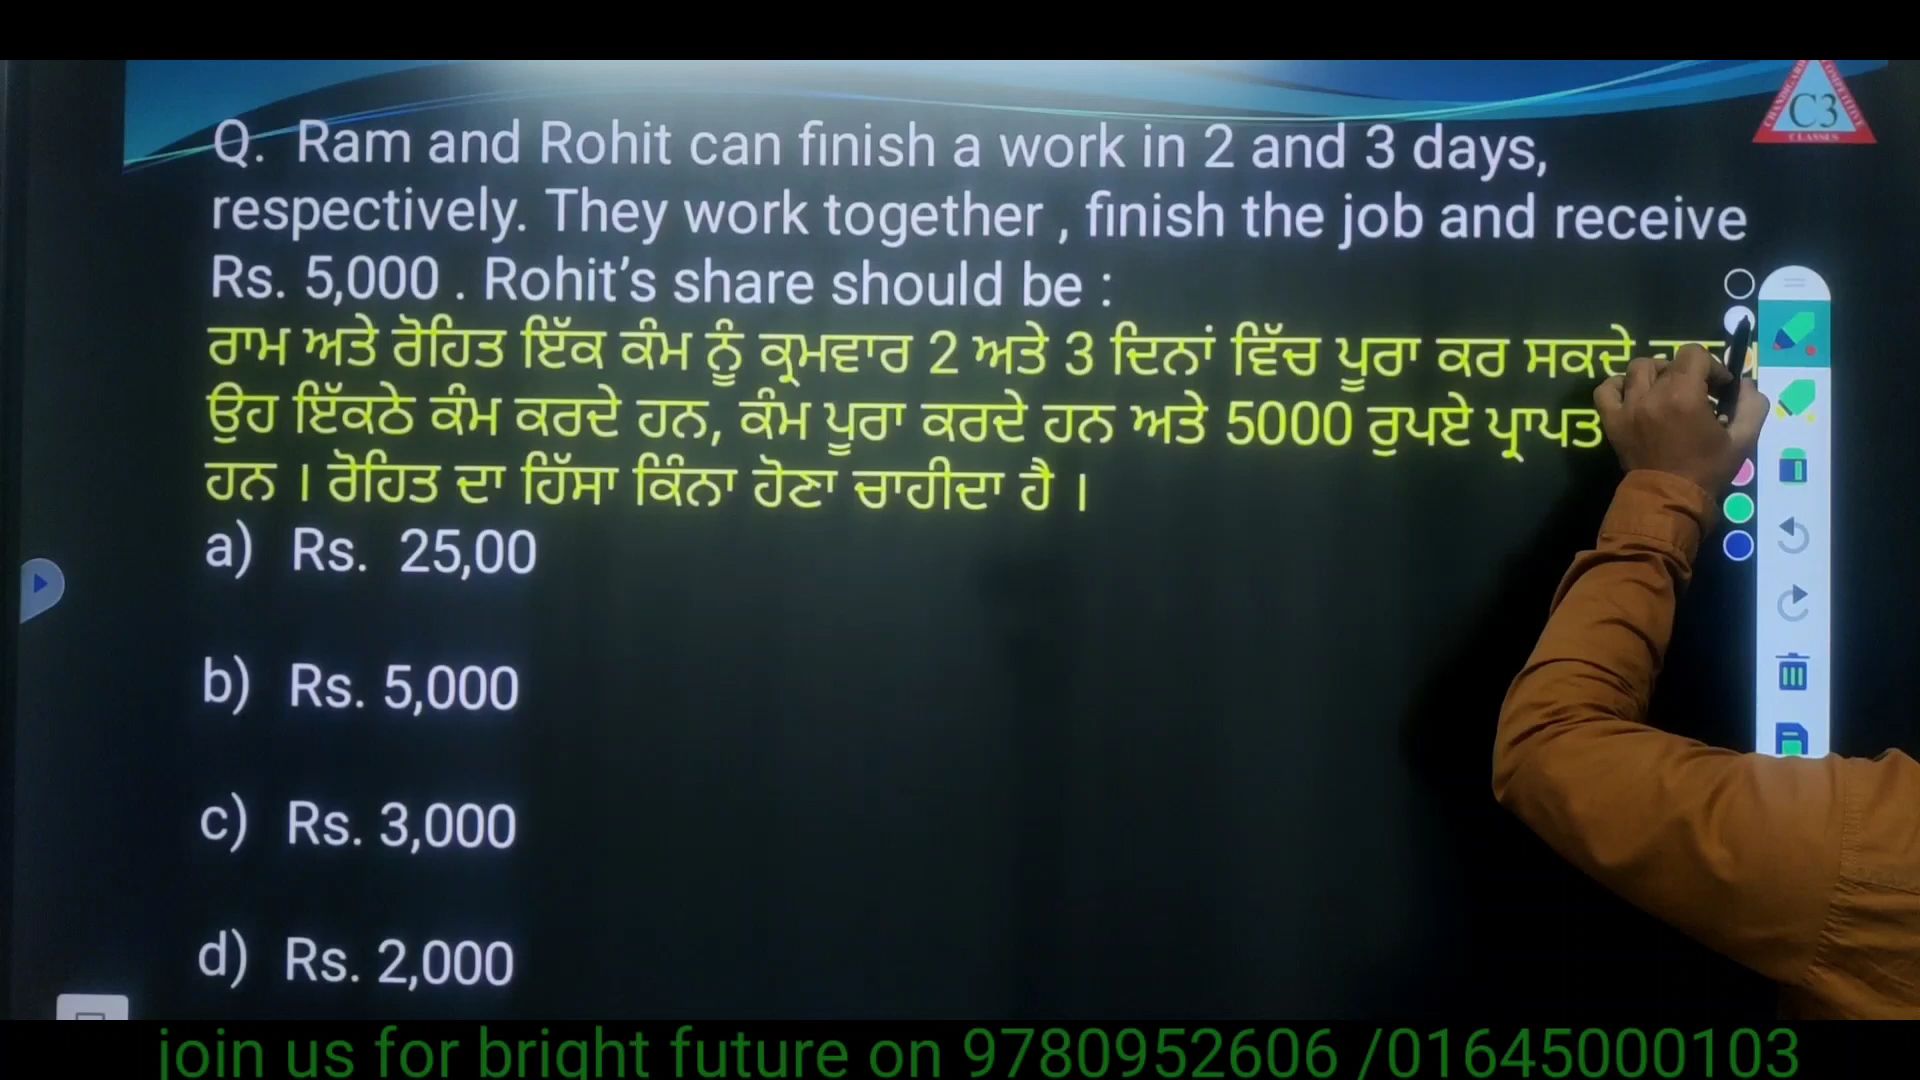 CHANDIGARH COMPETITIVE
C3
CLASSES
Q. Ram and Rohit can finish a work in 2 and 3 days,
respectively. They work together , finish the job and receive
Rs. 5,000 . Rohit’s share should be :
ਰਾਮ ਅਤੇ ਰੋਹਿਤ ਇੱਕ ਕੰਮ ਨੂੰ ਕ੍ਰਮਵਾਰ 2 ਅਤੇ 3 ਦਿਨਾਂ ਵਿੱਚ ਪੂਰਾ ਕਰ ਸਕਦੇ
ਉਹ ਇੱਕਠੇ ਕੰਮ ਕਰਦੇ ਹਨ, ਕੰਮ ਪੂਰਾ ਕਰਦੇ ਹਨ ਅਤੇ 5000 ਰੁਪਏ ਪ੍ਰਾਪਤ
ਹਨ । ਰੋਹਿਤ ਦਾ ਹਿੱਸਾ ਕਿੰਨਾ ਹੋਣਾ ਚਾਹੀਦਾ ਹੈ ।
a) Rs. 25,00
b) Rs. 5,000
c) Rs. 3,000
d) Rs. 2,000
join us for bright future on 9780952606 /01645000103